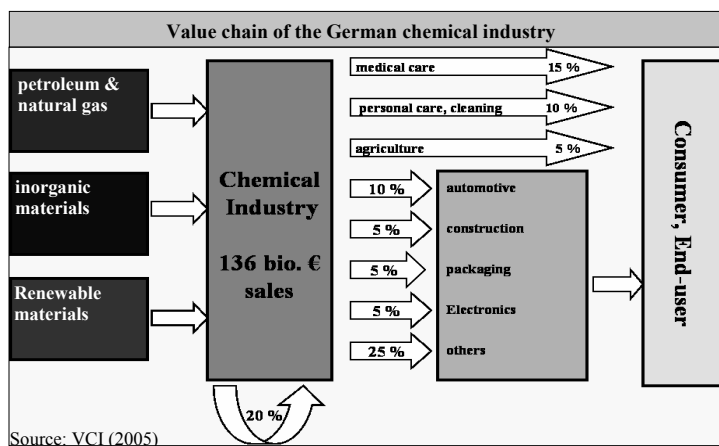 Value chain of the German chemical industry
petroleum &
natural gas
inorganic
materials
Renewable
materials
Chemical
Industry
136 bio. €
sales
20 %
medical care 15 %
personal care, cleaning 10 %
agriculture 5 %
10 % automotive
5 % construction
5 % packaging
5 % Electronics
25 % others
Consumer, End-user
Source: VCI (2005)